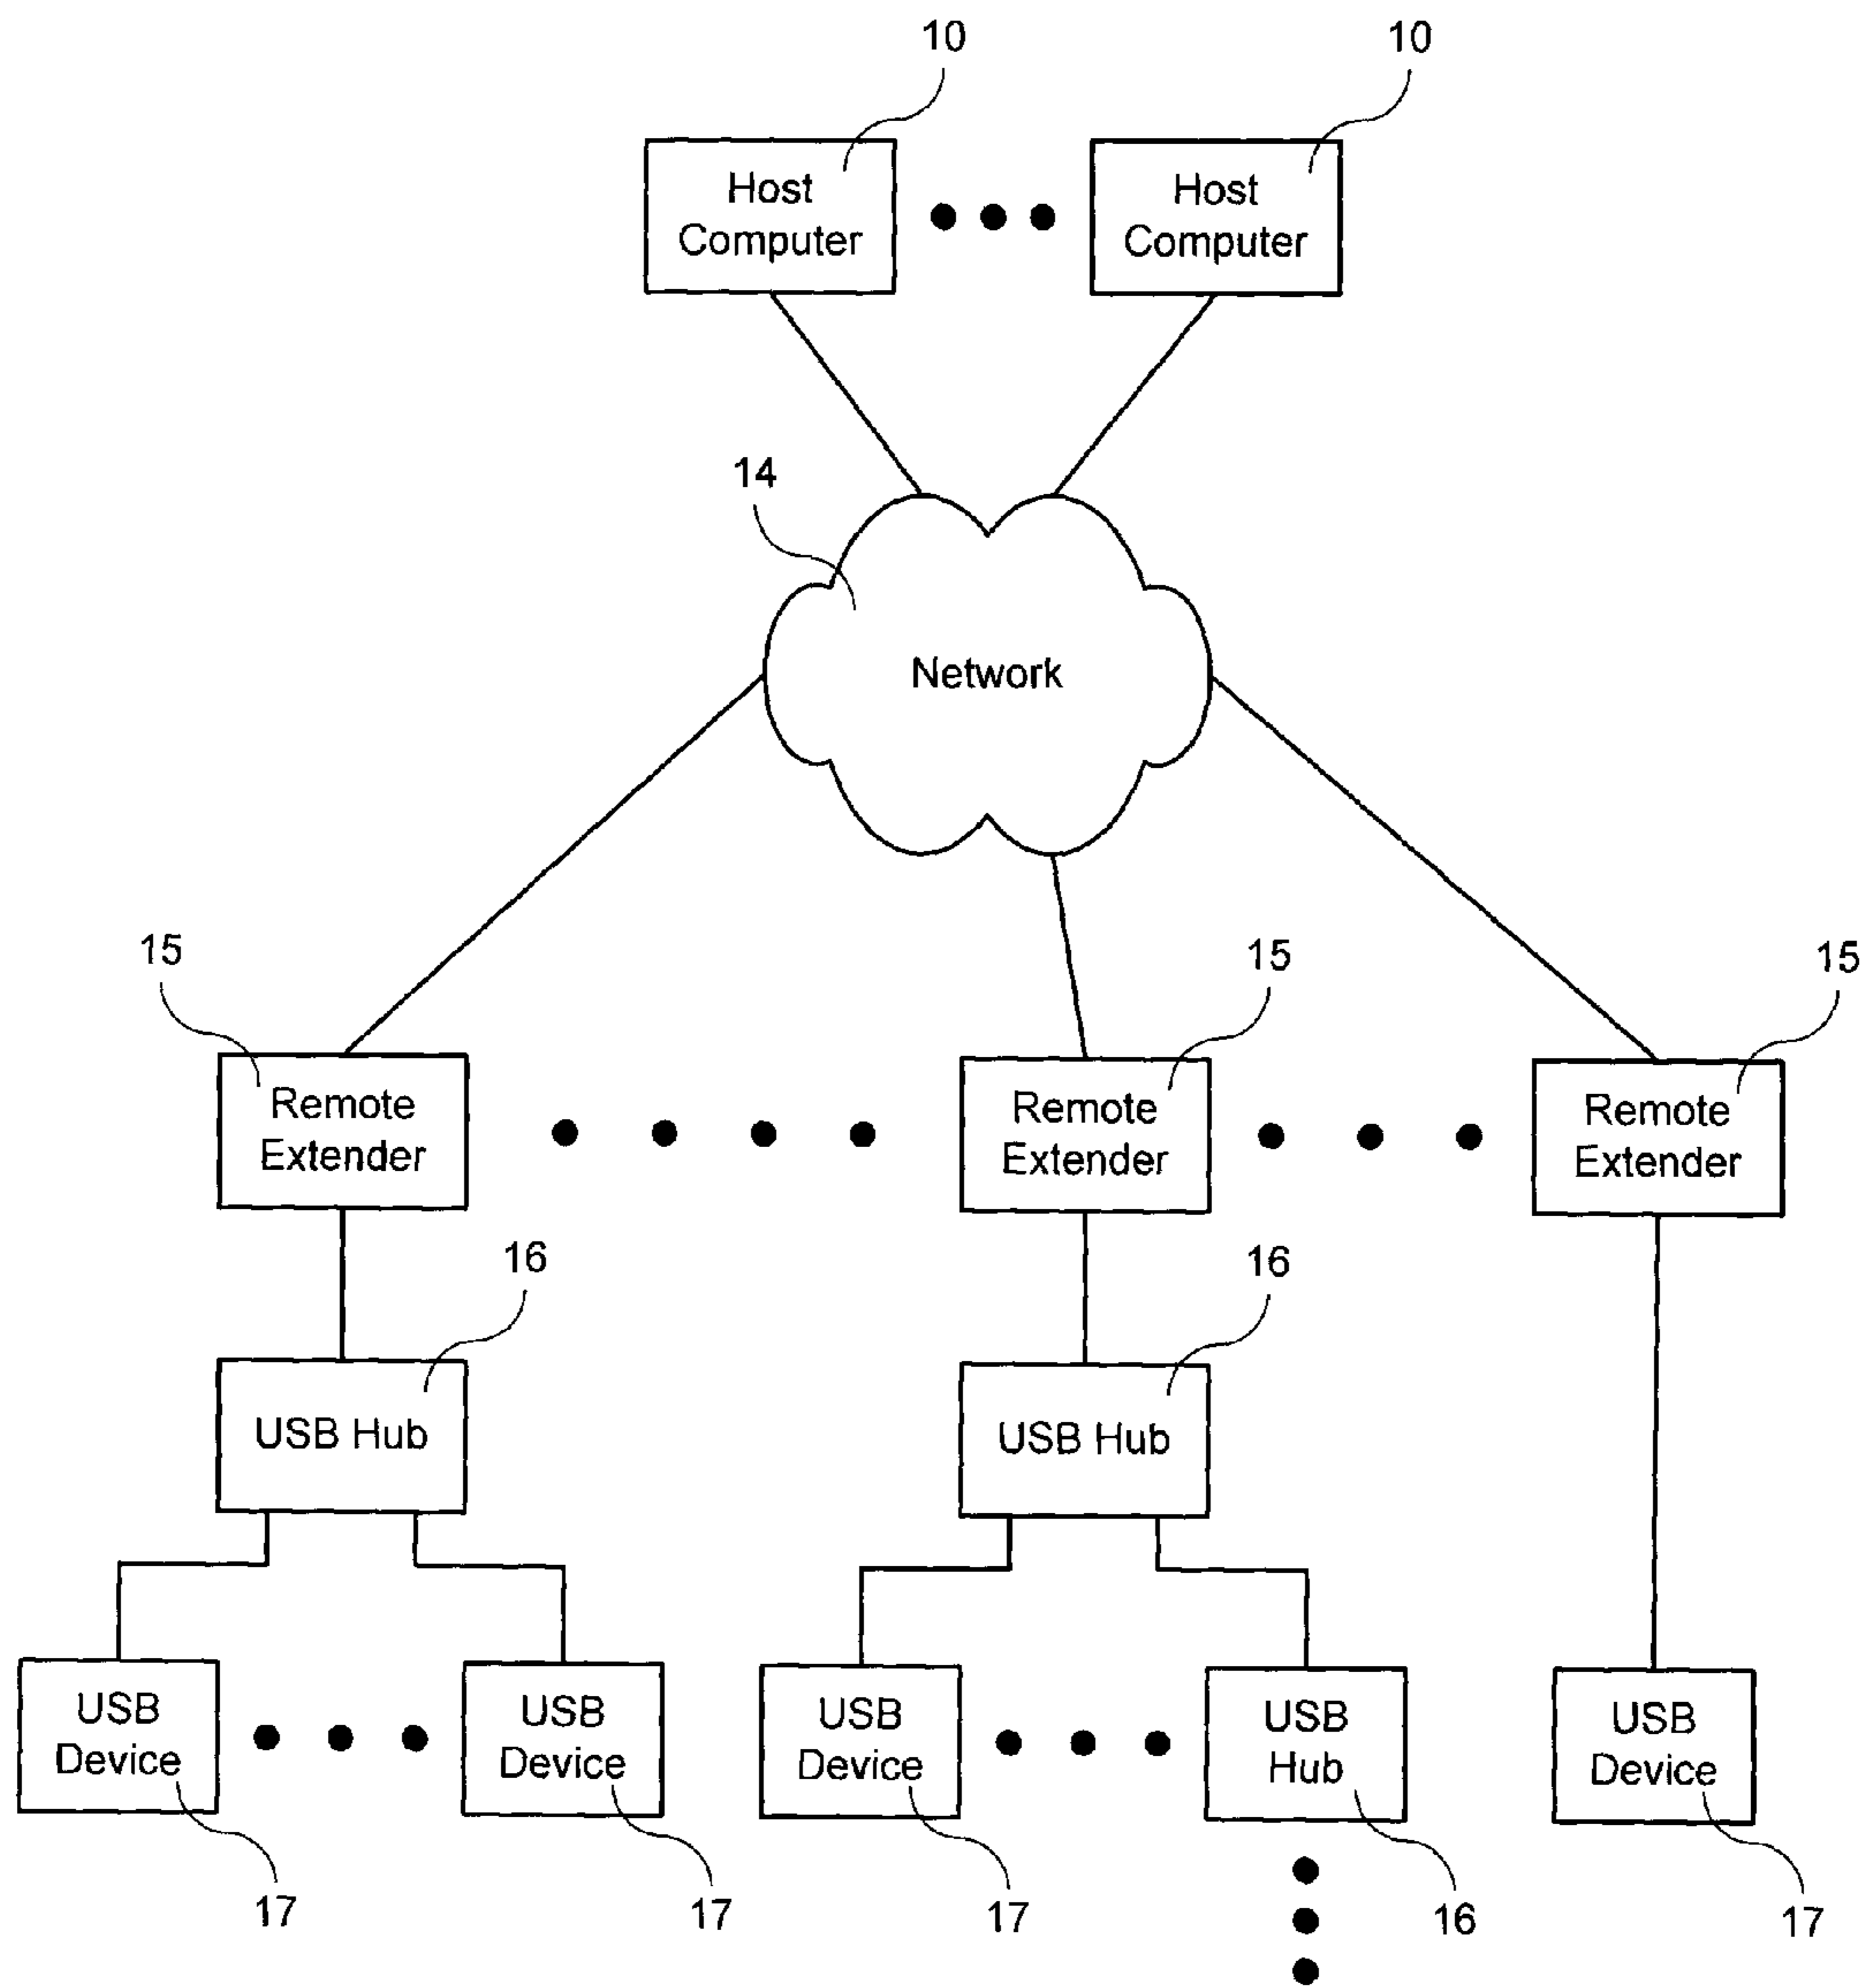 10
10
Host
Computer
Host
Computer
14
Network
15
15
15
Remote
Extender
Remote
Extender
Remote
Extender
16
16
USB Hub
USB Hub
USB
Device
USB
Device
USB
Device
USB
Hub
USB
Device
17
17
17
16
17